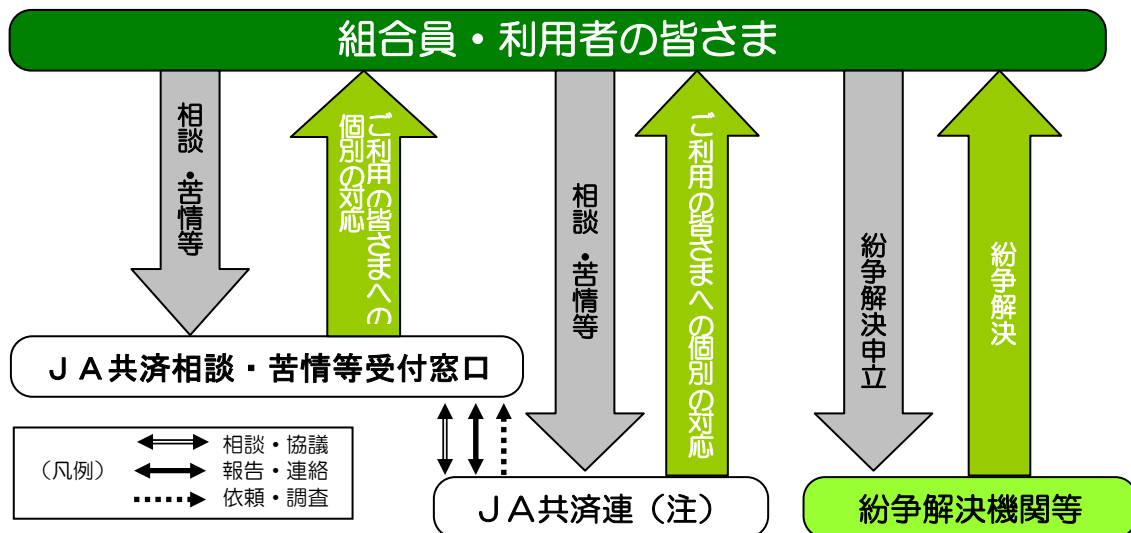 組合員・利用者の皆さま
相談・苦情等
ご利用の皆さまへの
個別の対応
相談・苦情等
ご利用の皆さまへの個別の対応
紛争解決申立
紛争解決
ＪＡ共済相談・苦情等受付窓口
（凡例）
相談・協議
報告・連絡
依頼・調査
ＪＡ共済連（注）
紛争解決機関等